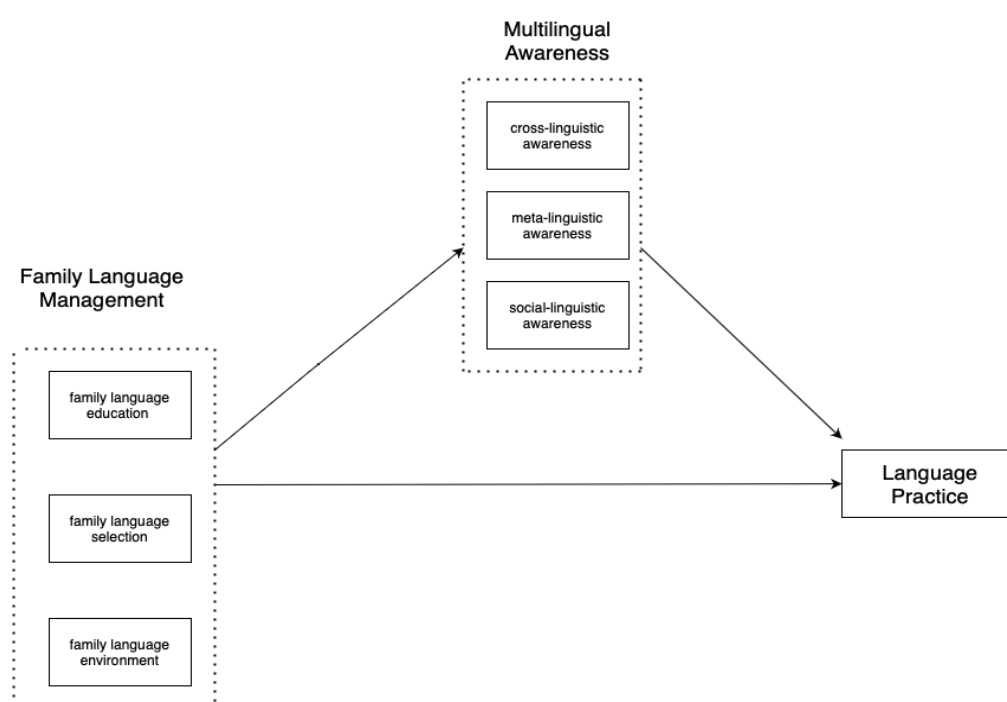 Multilingual
Awareness
cross-linguistic
awareness
meta-linguistic
awareness
social-linguistic
awareness
Family Language
Management
family language
education
family language
selection
family language
environment
Language
Practice